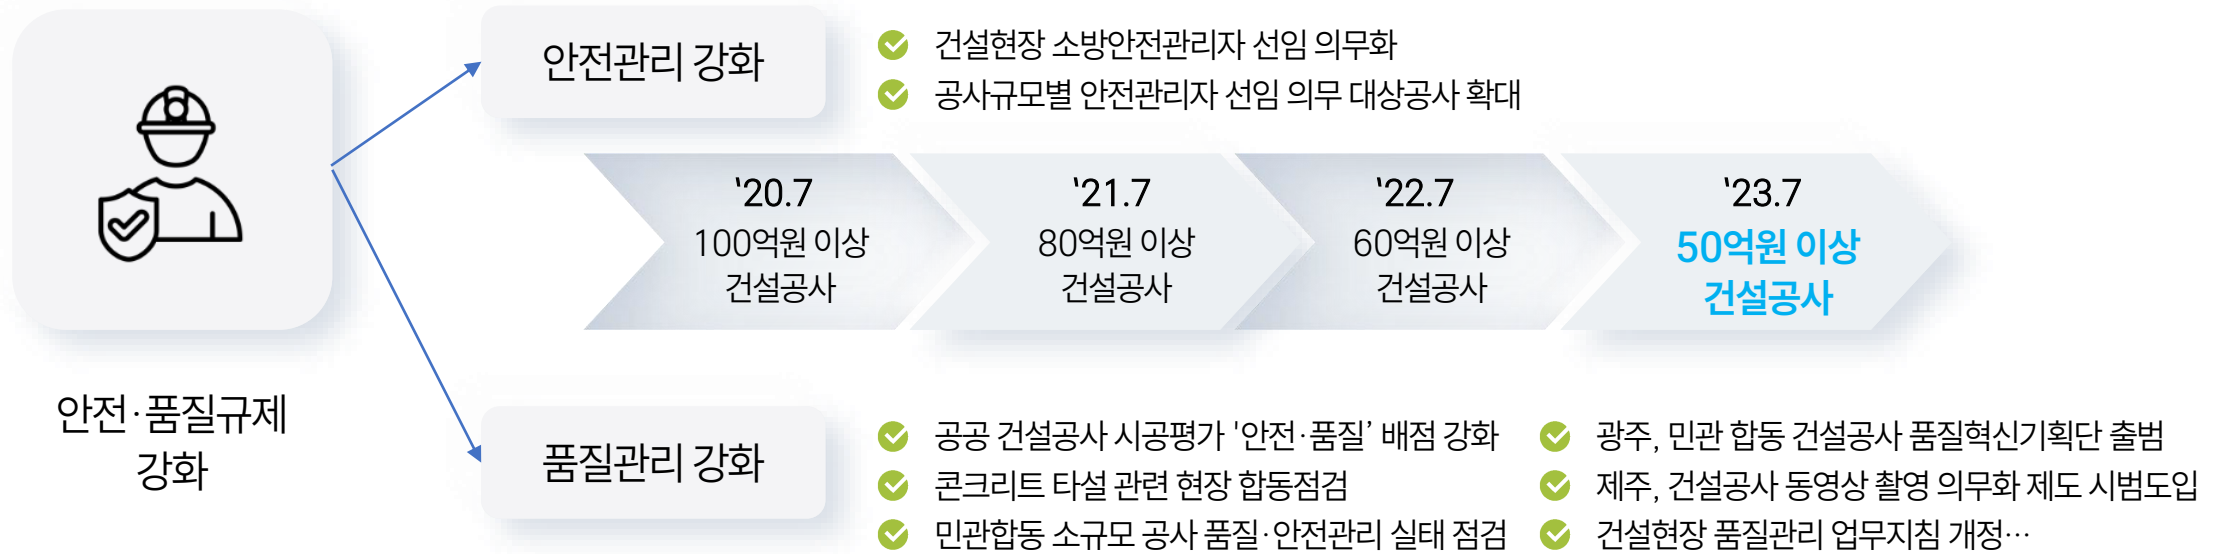 안전·품질규제
강화
안전관리 강화
건설현장 소방안전관리자 선임 의무화
공사규모별 안전관리자 선임 의무 대상공사 확대
‘20.7
100억원 이상
건설공사
‘21.7
80억원 이상
건설공사
‘22.7
60억원 이상
건설공사
‘23.7
50억원 이상
건설공사
품질관리 강화
공공 건설공사 시공평가 '안전·품질’ 배점 강화
콘크리트 타설 관련 현장 합동점검
민관합동 소규모 공사 품질·안전관리 실태 점검
광주, 민관 합동 건설공사 품질혁신기획단 출범
제주, 건설공사 동영상 촬영 의무화 제도 시범도입
건설현장 품질관리 업무지침 개정…